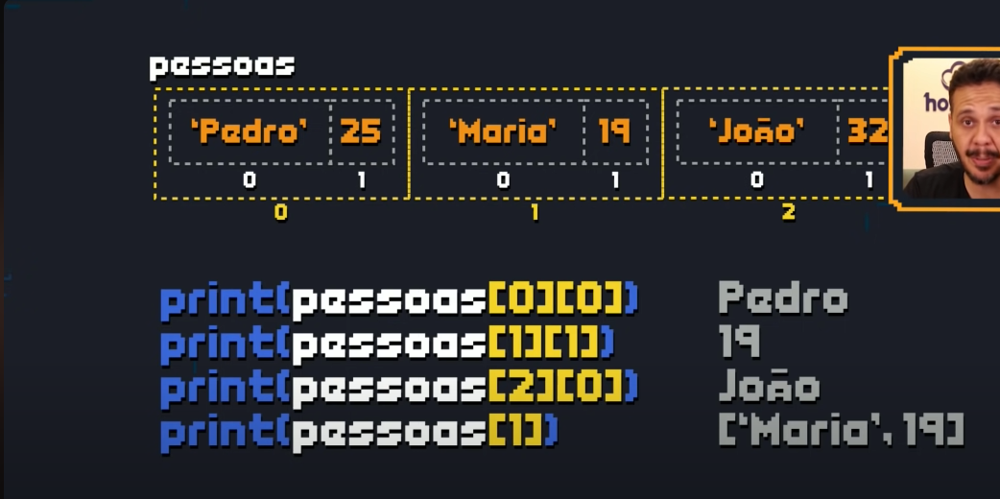 pessoas
'Pedro' 25 'Maria' 19 'João' 32
0 1 0 1 0 1
0 1 2
print(pessoas[0][0]) Pedro
print(pessoas[1][1]) 19
print(pessoas[2][0]) João
print(pessoas[1]) ['Maria', 19]